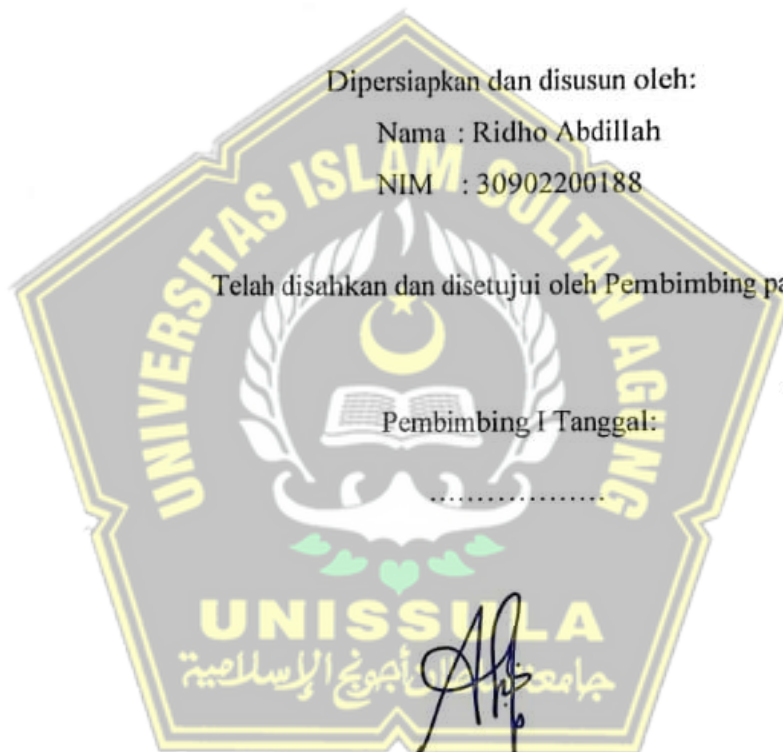 Dipersiapkan dan disusun oleh:
Nama : Ridho Abdillah
NIM : 30902200188
Telah disahkan dan disetujui oleh Pembimbing pa
Pembimbing I Tanggal:
..................
UNIVERSITAS ISLAM SULTAN AGUNG
UNISSULA
جامعة سلطان أجونج الإسلامية